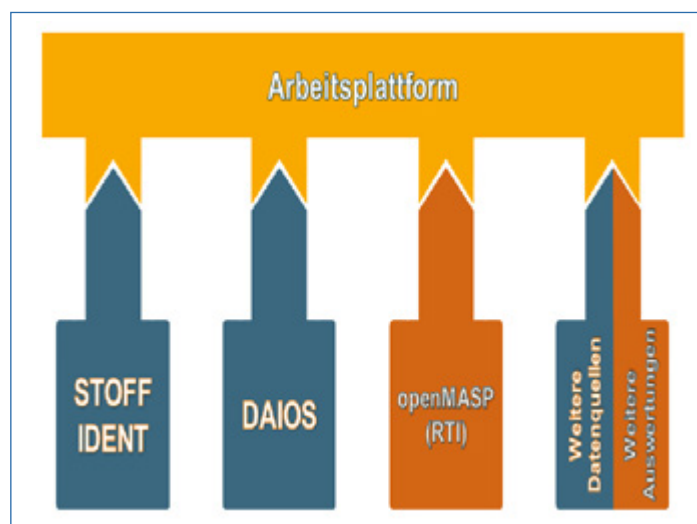 Arbeitsplattform
STOFF
IDENT
DAIOS
openMASP
(RTI)
Weitere
Datenquellen
Weitere
Auswertungen